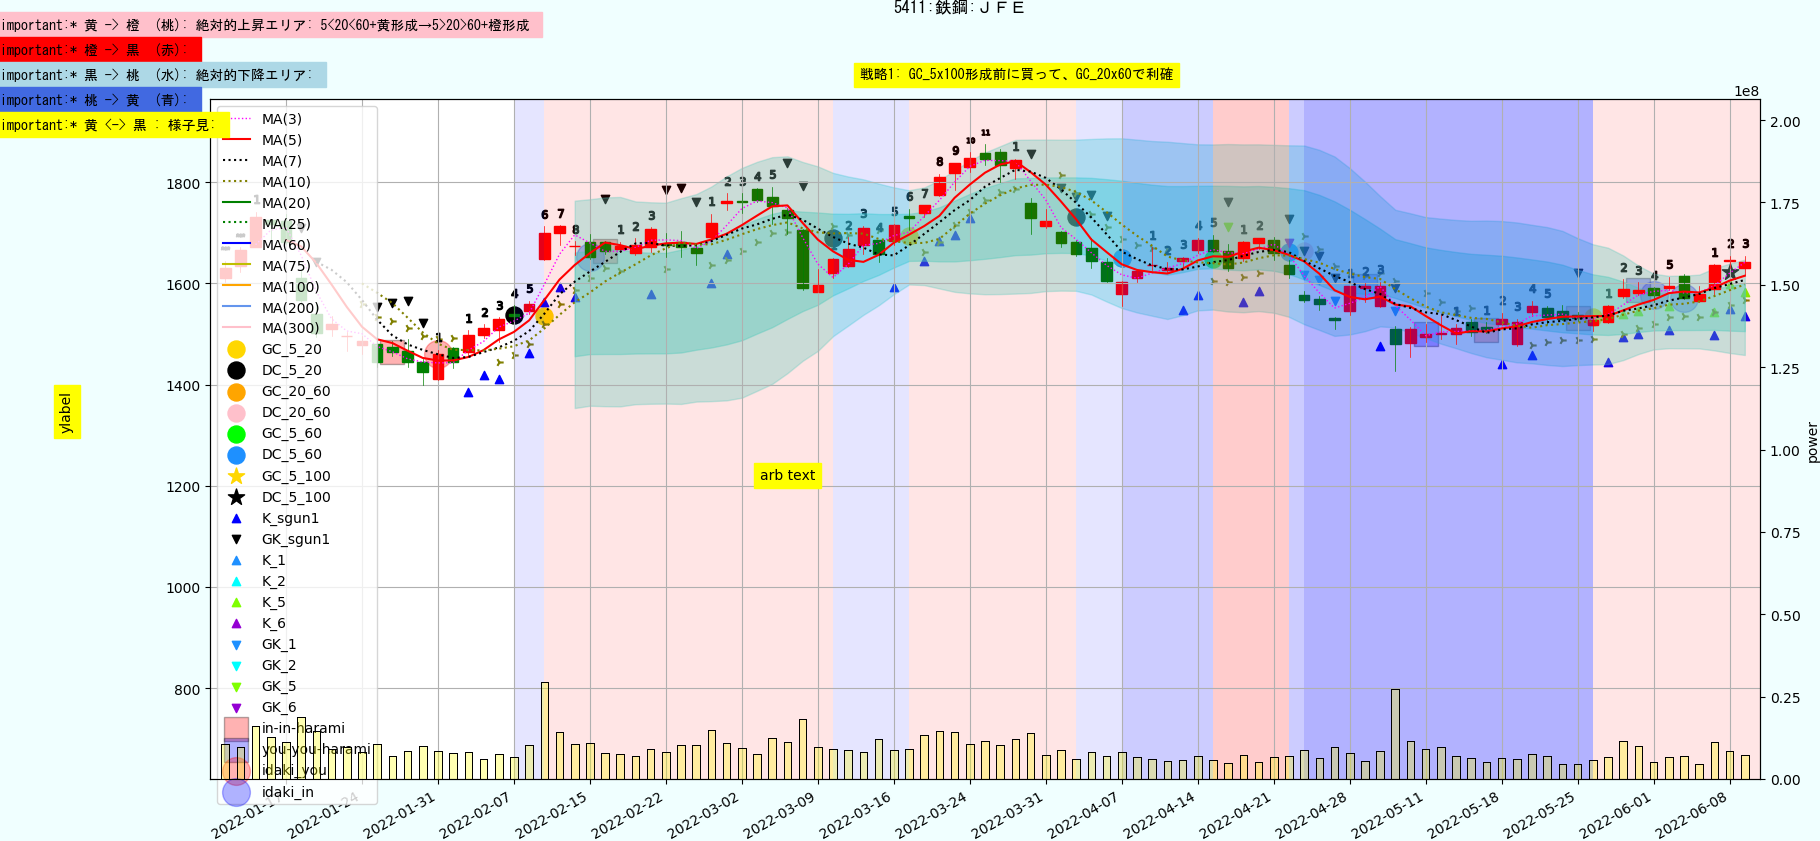 5411:鉄鋼:ＪＦＥ
important:* 黄 -> 橙 (桃): 絶対的上昇エリア: 5<20<60+黄形成→5>20>60+橙形成
important:* 橙 -> 黒 (赤):
important:* 黒 -> 桃 (水): 絶対的下降エリア:
戦略1: GC_5x100形成前に買って、GC_20x60で利確
important:* 桃 -> 黄 (青):
important:* 黄 <-> 黒 : 様子見:
1e8
MA(3)
MA(5)
MA(7)
MA(10)
MA(20)
MA(25)
MA(60)
MA(75)
MA(100)
MA(200)
MA(300)
GC_5_20
DC_5_20
GC_20_60
DC_20_60
GC_5_60
DC_5_60
GC_5_100
DC_5_100
K_sgun1
GK_sgun1
K_1
K_2
K_5
K_6
GK_1
GK_2
GK_5
GK_6
in-in-harami
you-you-harami
idaki_you
idaki_in
1800
1600
1400
1200
1000
800
ylabel
arb text
2.00
1.75
1.50
1.25
1.00
0.75
0.50
0.25
0.00
power
2022-01-17
2022-01-24
2022-01-31
2022-02-07
2022-02-15
2022-02-22
2022-03-02
2022-03-09
2022-03-16
2022-03-24
2022-03-31
2022-04-07
2022-04-14
2022-04-21
2022-04-28
2022-05-11
2022-05-18
2022-05-25
2022-06-01
2022-06-08